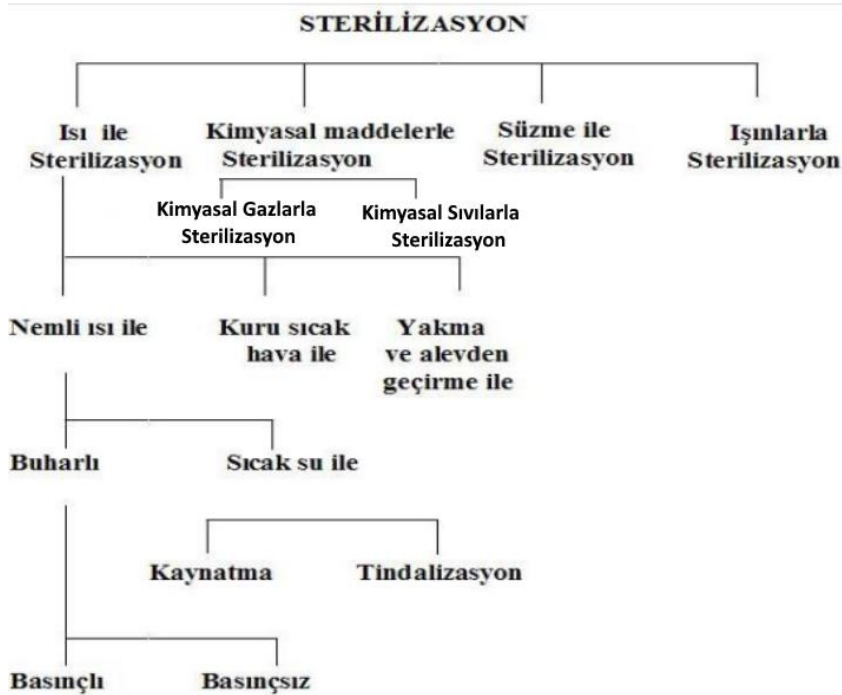 STERİLİZASYON
Isı ile
Sterilizasyon
Kimyasal maddelerle
Sterilizasyon
Süzme ile
Sterilizasyon
Işınlarla
Sterilizasyon
Kimyasal Gazlarla
Sterilizasyon
Kimyasal Sıvılarla
Sterilizasyon
Nemli ısı ile
Kuru sıcak
hava ile
Yakma
ve alevden
geçirme ile
Buharlı
Sıcak su ile
Kaynatma
Tindalizasyon
Basınçlı
Basınçsız